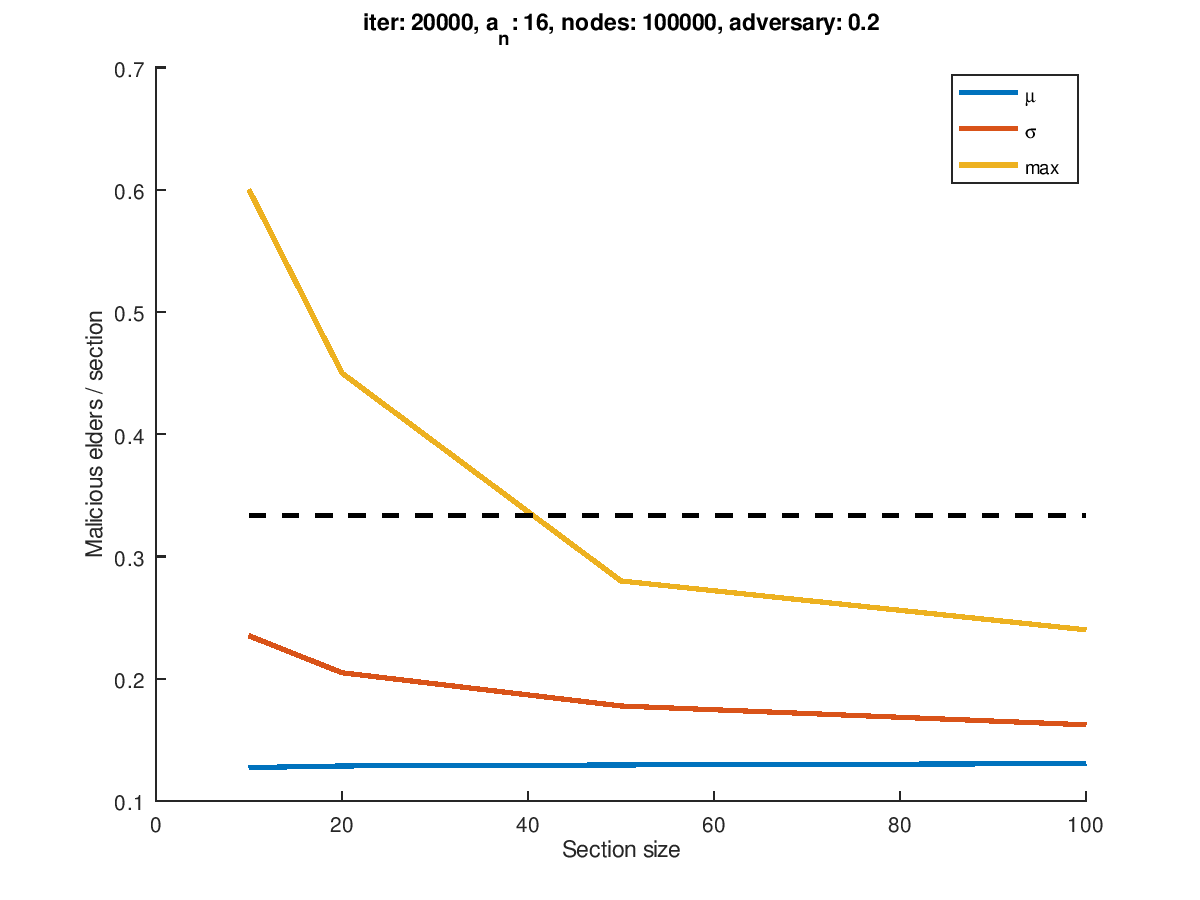 iter: 20000, an: 16, nodes: 100000, adversary: 0.2
0.7
0.6
0.5
0.4
0.3
0.2
0.1
Malicious elders / section
μ
σ
max
0 20 40 60 80 100
Section size